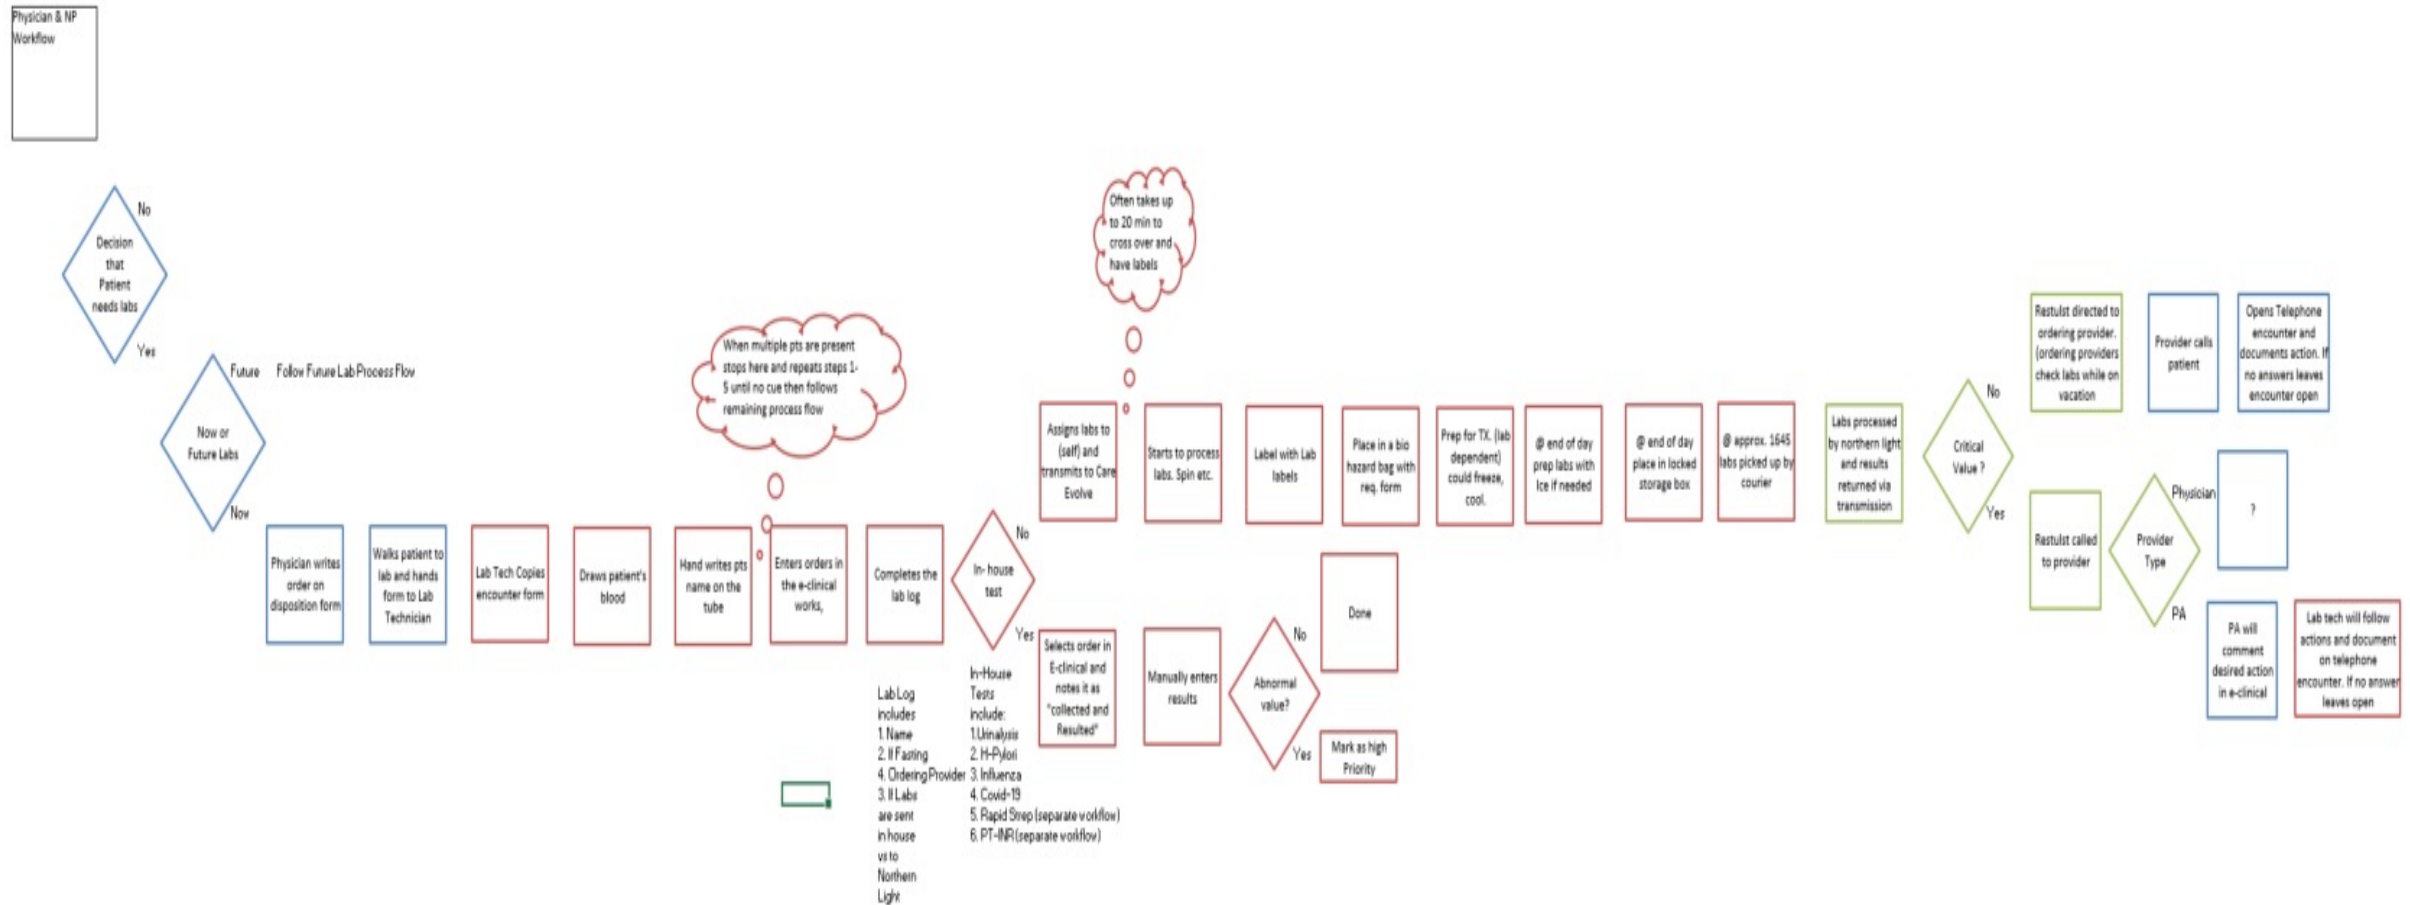 Physician & NP
Workflow
No
Decision
that
Patient
needs labs
Yes
Future
Follow Future Lab Process Flow
Now or
Future Labs
Now
Physician writes
order on
disposition form
Walks patient to
lab and hands
form to Lab
Technician
Lab Tech Copies
encounter form
Draws patient's
blood
Hand writes pts
name on the
tube
When multiple pts are present
stops here and repeats steps 1-
5 until no cue then follows
remaining process flow
Enters orders in
the e-clinical
works,
Completes the
lab log
Lab Log
includes
1. Name
2. If Fasting
4. Ordering Provider
3. If Labs
are sent
in house
vs to
Northern
Light
In- house
test
No
Yes
In-House
Tests
include:
1.Urinalysis
2. H-Pylori
3. Influenza
4. Covid-19
5. Rapid Strep (separate workflow)
6. PT-INR (separate workflow)
Assigns labs to
(self) and
transmits to Care
Evolve
Often takes up
to 20 min to
cross over and
have labels
Starts to process
labs. Spin etc.
Label with Lab
labels
Place in a bio
hazard bag with
req. form
Prep for TX. (lab
dependent)
could freeze,
cool.
@ end of day
prep labs with
Ice if needed
@ end of day
place in locked
storage box
@ approx. 1645
labs picked up by
courier
Labs processed
by northern light
and results
returned via
transmission
Critical
Value ?
No
Yes
Restulst directed to
ordering provider.
(ordering providers
check labs while on
vacation
Provider calls
patient
Opens Telephone
encounter and
documents action. If
no answers leaves
encounter open
Restulst called
to provider
Provider
Type
Physician
?
PA
PA will
comment
desired action
in e-clinical
Lab tech will follow
actions and document
on telephone
encounter. If no answer
leaves open
Selects order in
E-clinical and
notes it as
"collected and
Resulted"
Manually enters
results
Abnormal
value?
No
Done
Yes
Mark as high
Priority